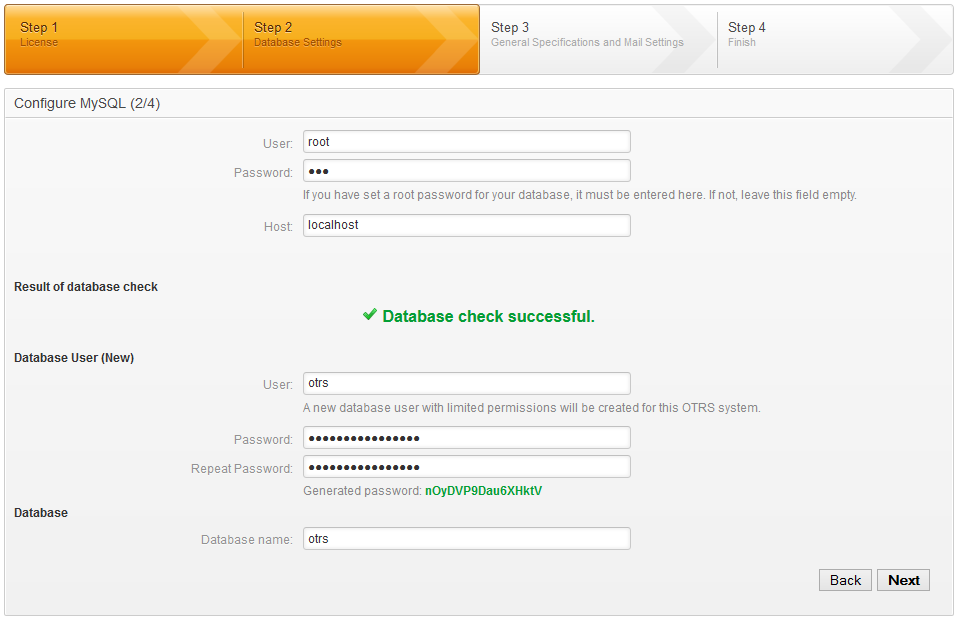 Step 1
License
Step 2
Database Settings
Step 3
General Specifications and Mail Settings
Step 4
Finish
Configure MySQL (2/4)
User: root
Password: ●●●
If you have set a root password for your database, it must be entered here. If not, leave this field empty.
Host: localhost
Result of database check
Database check successful.
Database User (New)
User: otrs
A new database user with limited permissions will be created for this OTRS system.
Password: ●●●●●●●●●●●●●●●●
Repeat Password: ●●●●●●●●●●●●●●●●
Generated password: nOyDVP9Dau6XHktV
Database
Database name: otrs
Back Next